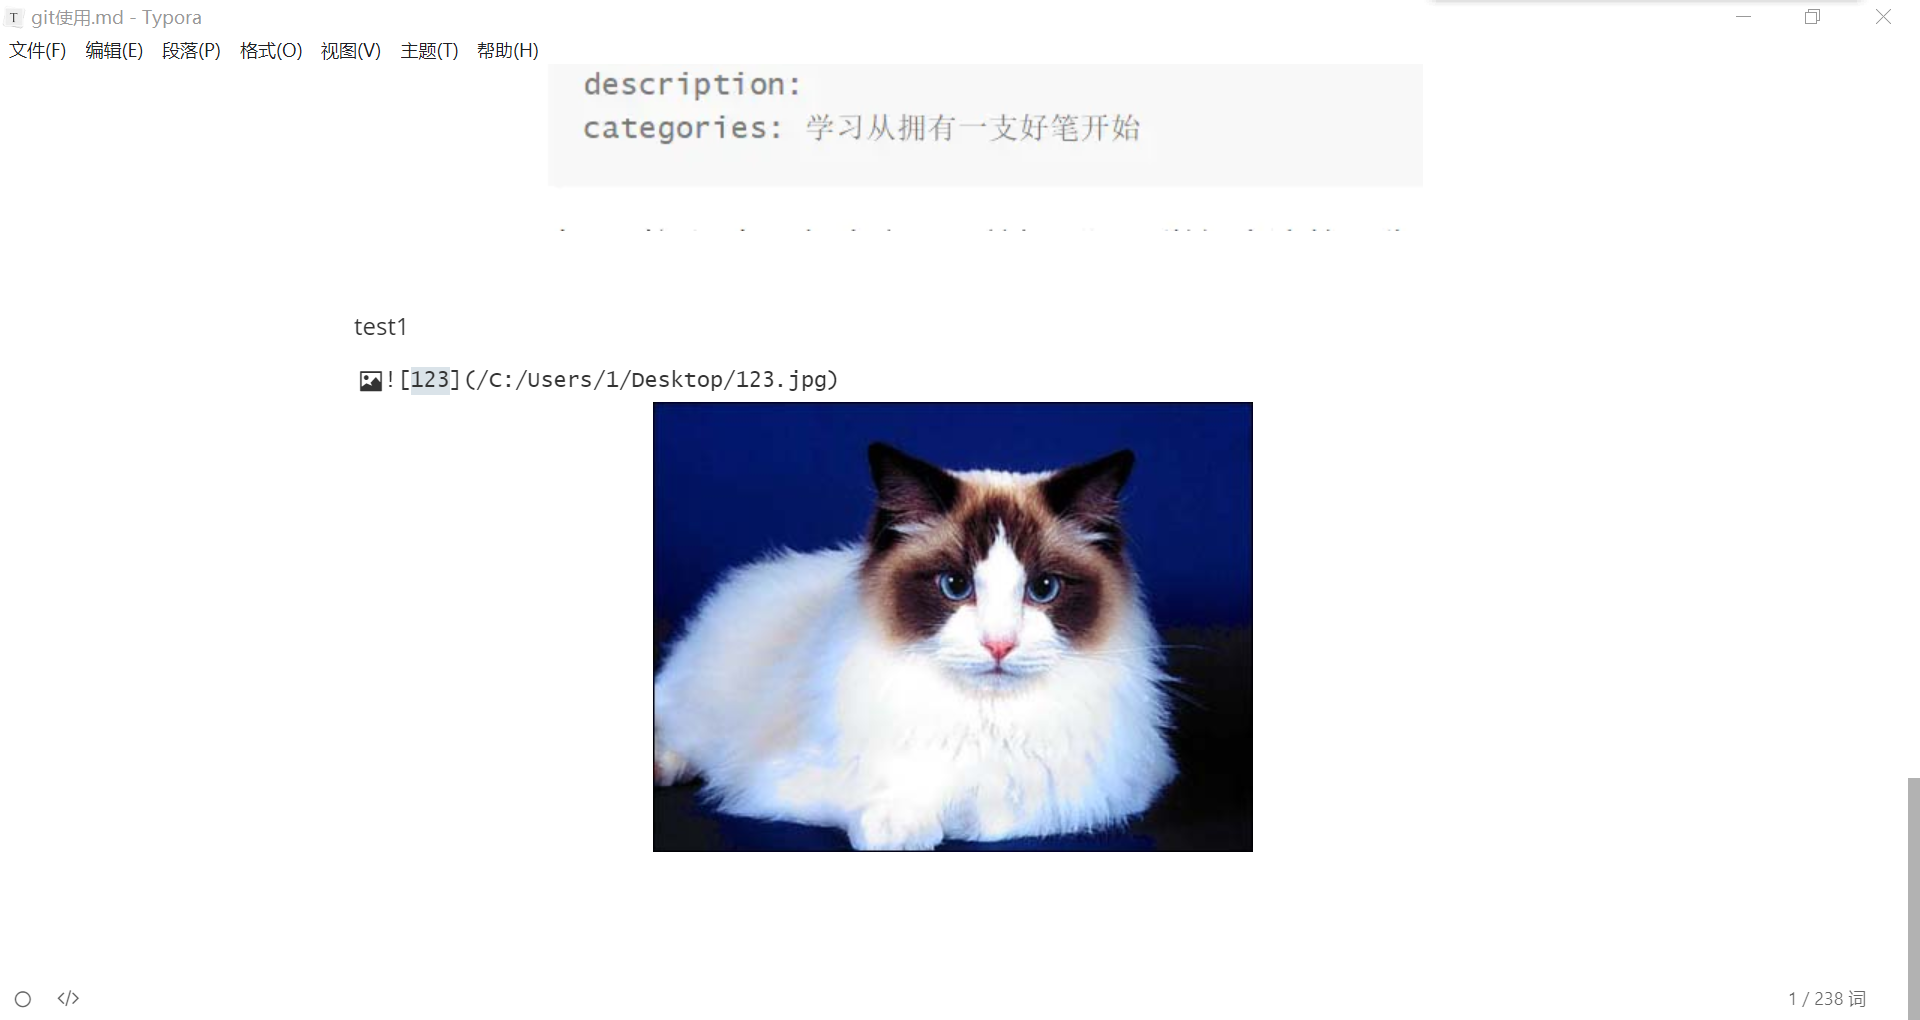 T git使用.md - Typora
文件(F) 编辑(E) 段落(P) 格式(O) 视图(V) 主题(T) 帮助(H)
description:
categories: 学习从拥有一支好笔开始
test1
![123](/C:/Users/1/Desktop/123.jpg)
</> 1 / 238 词